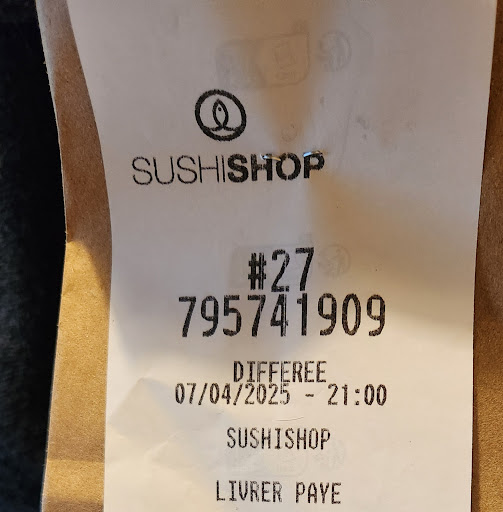 SUSHISHOP
#27
795741909
DIFFEREE
07/04/2025 - 21:00
SUSHISHOP
LIVRER PAYE